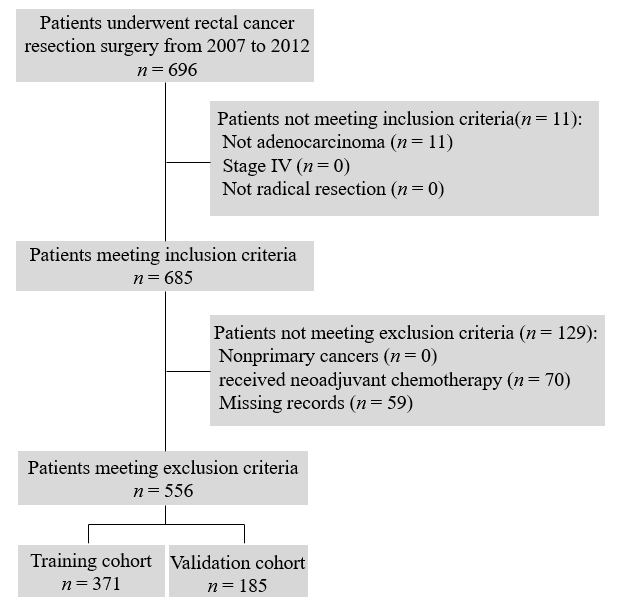 Patients underwent rectal cancer
resection surgery from 2007 to 2012
n = 696
Patients not meeting inclusion criteria(n = 11):
Not adenocarcinoma (n = 11)
Stage IV (n = 0)
Not radical resection (n = 0)
Patients meeting inclusion criteria
n = 685
Patients not meeting exclusion criteria (n = 129):
Nonprimary cancers (n = 0)
received neoadjuvant chemotherapy (n = 70)
Missing records (n = 59)
Patients meeting exclusion criteria
n = 556
Training cohort
n = 371
Validation cohort
n = 185